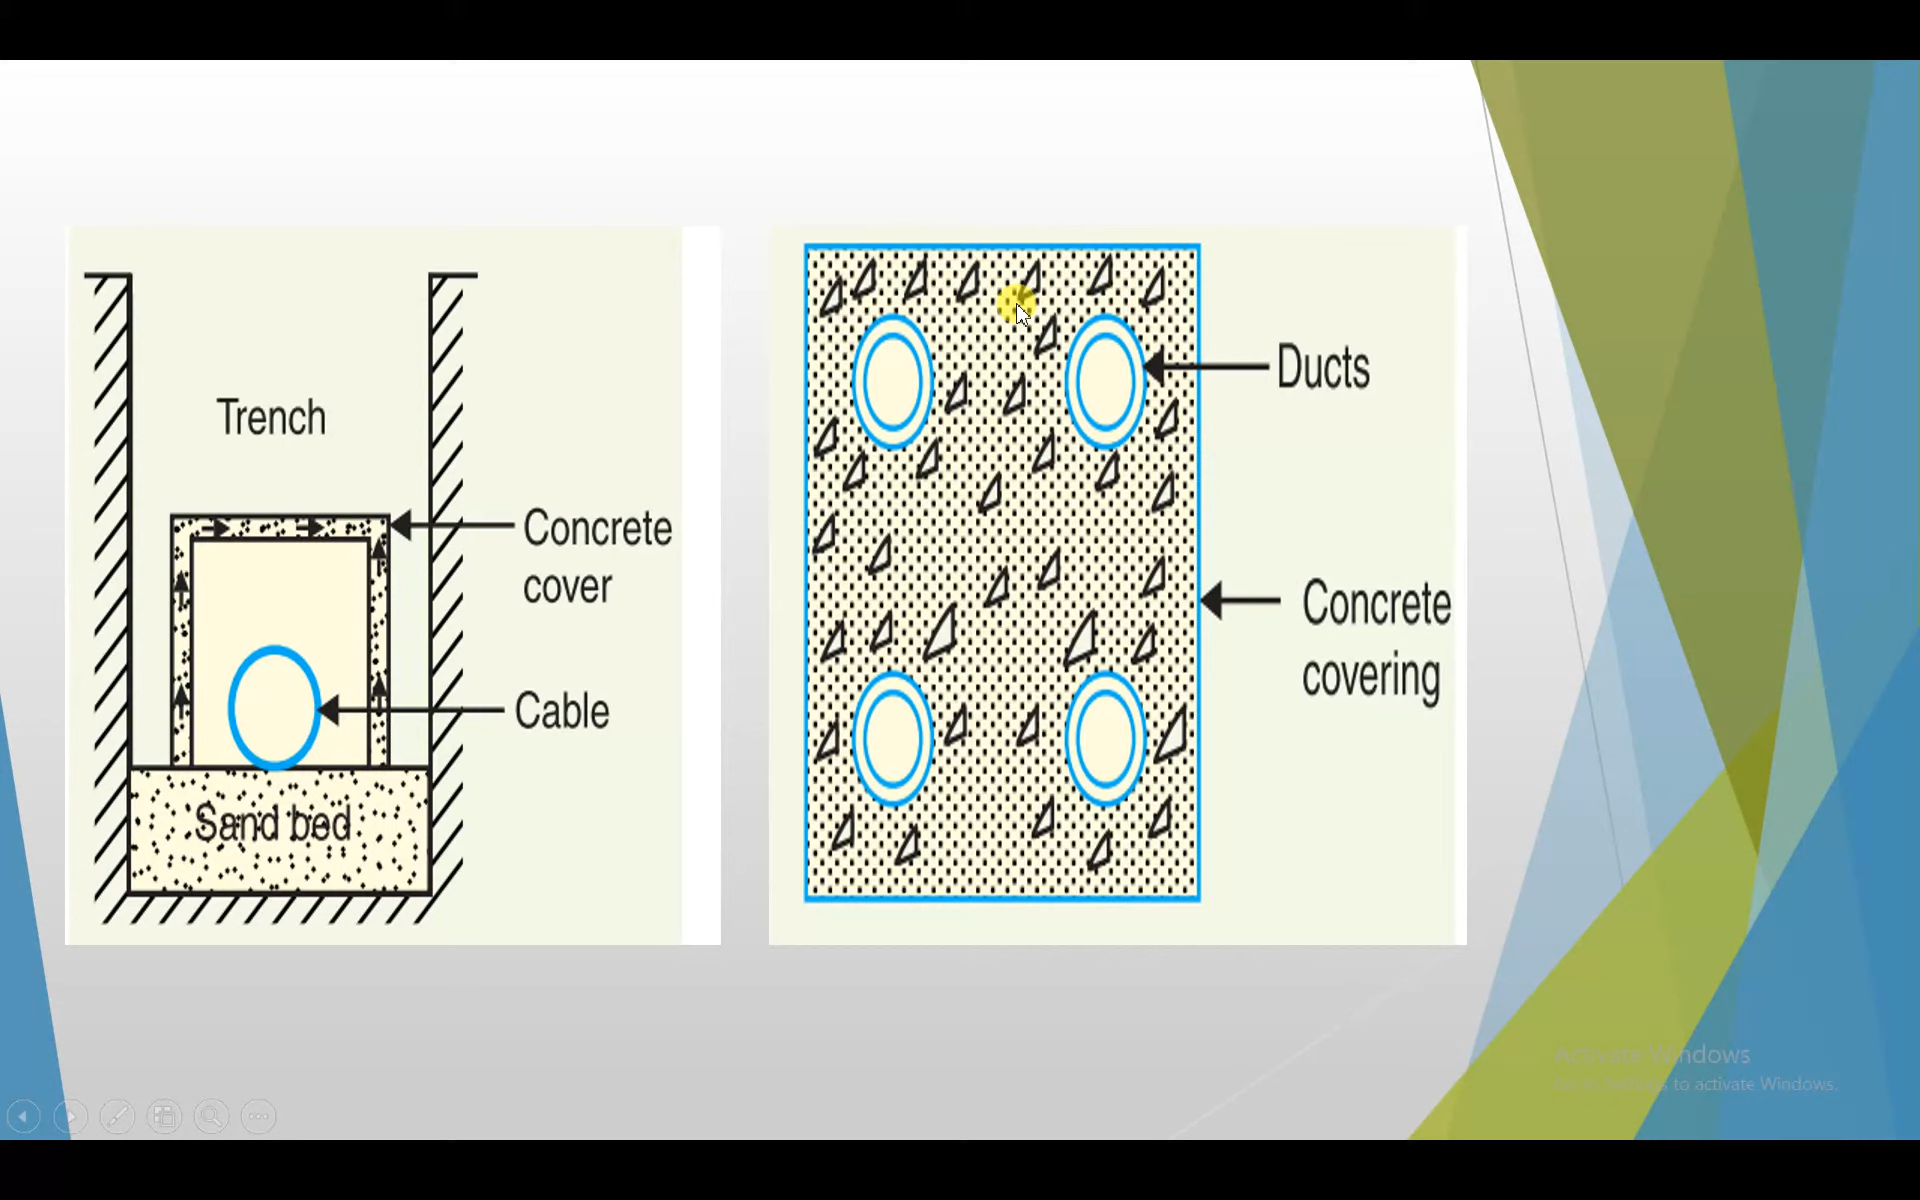 Trench
Concrete
cover
Cable
Sand bed
Ducts
Concrete
covering
Activate Windows
to activate Windows.